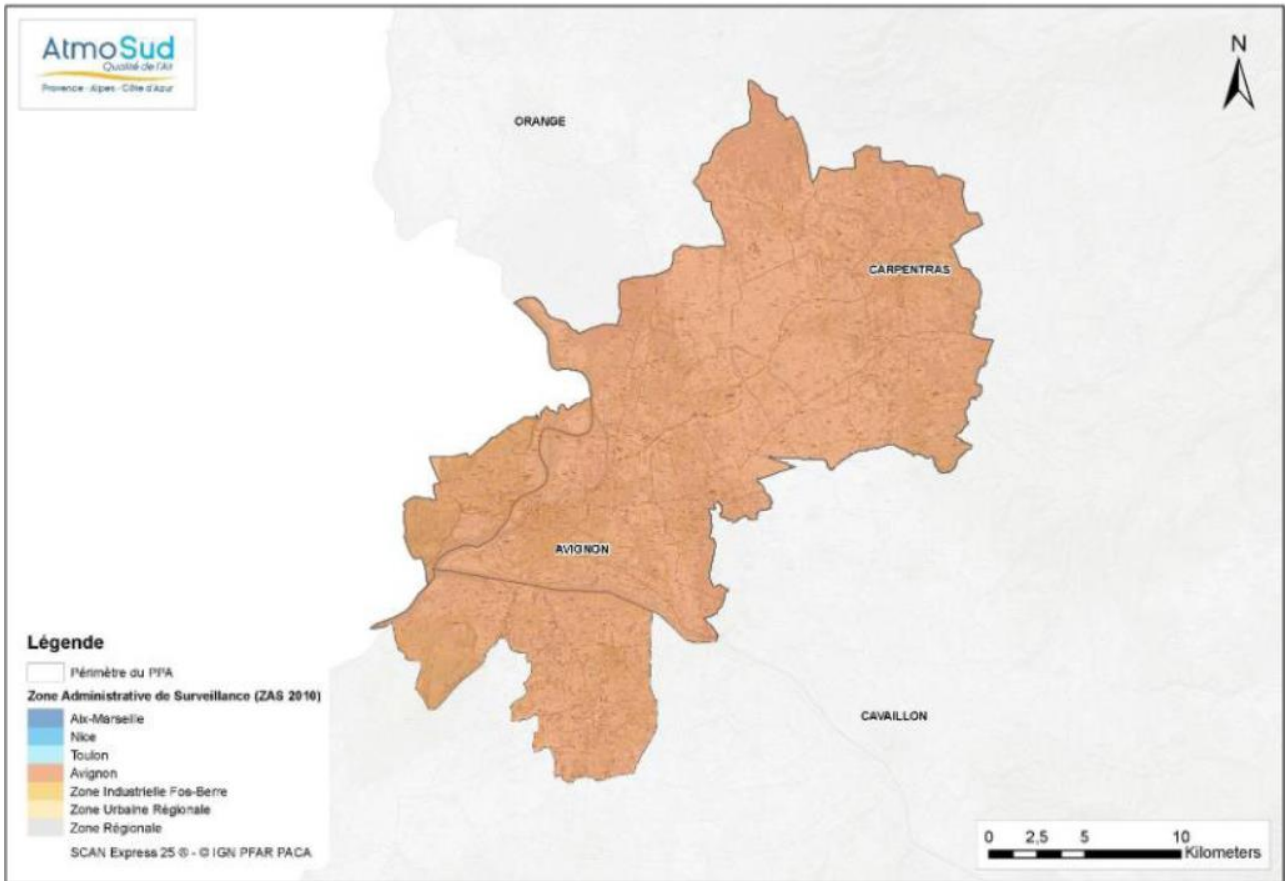 AtmoSud
Qualité de l'Air
Provence - Alpes - Côte d'Azur
N
ORANGE
CARPENTRAS
AVIGNON
CAVAILLON
Légende
Périmètre du PPA
Zone Administrative de Surveillance (ZAS 2010)
Aix-Marseille
Nice
Toulon
Avignon
Zone Industrielle Fos-Berre
Zone Urbaine Régionale
Zone Régionale
SCAN Express 25 ® - © IGN PFAR PACA
0 2,5 5 10
Kilometers